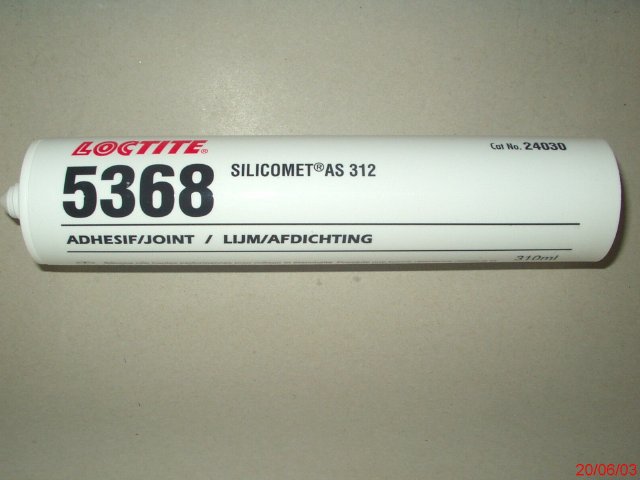 LOCTITE®
5368 SILICOMET® AS 312
Cat No. 24030
ADHESIF/JOINT / LIJM/AFDICHTING
310ml
20/06/03